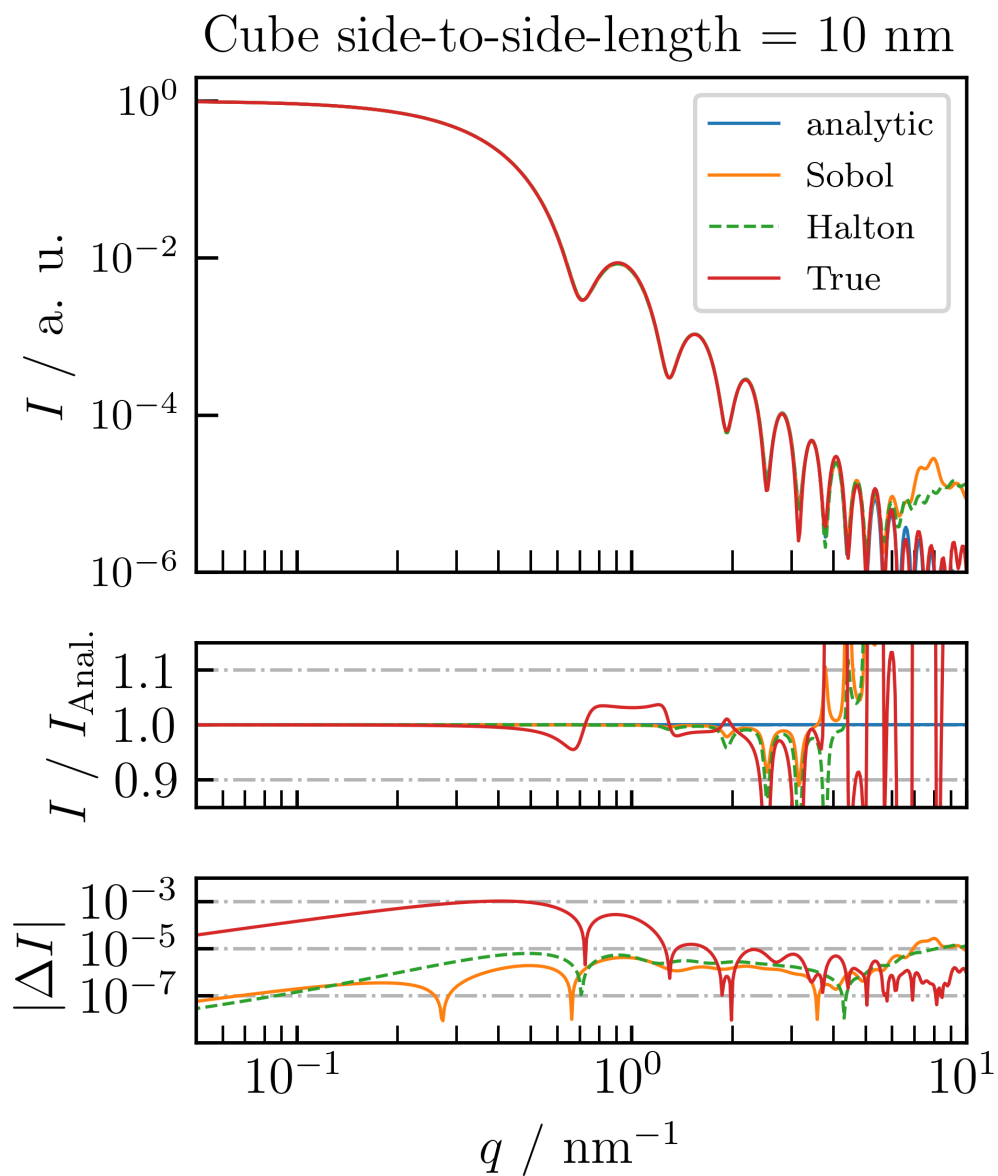 Cube side-to-side-length = 10 nm
I / a. u.
10^0
10^−2
10^−4
10^−6
analytic
Sobol
Halton
True
I / I_Anal.
1.1
1.0
0.9
|ΔI|
10^−3
10^−5
10^−7
10^−1
10^0
10^1
q / nm^−1